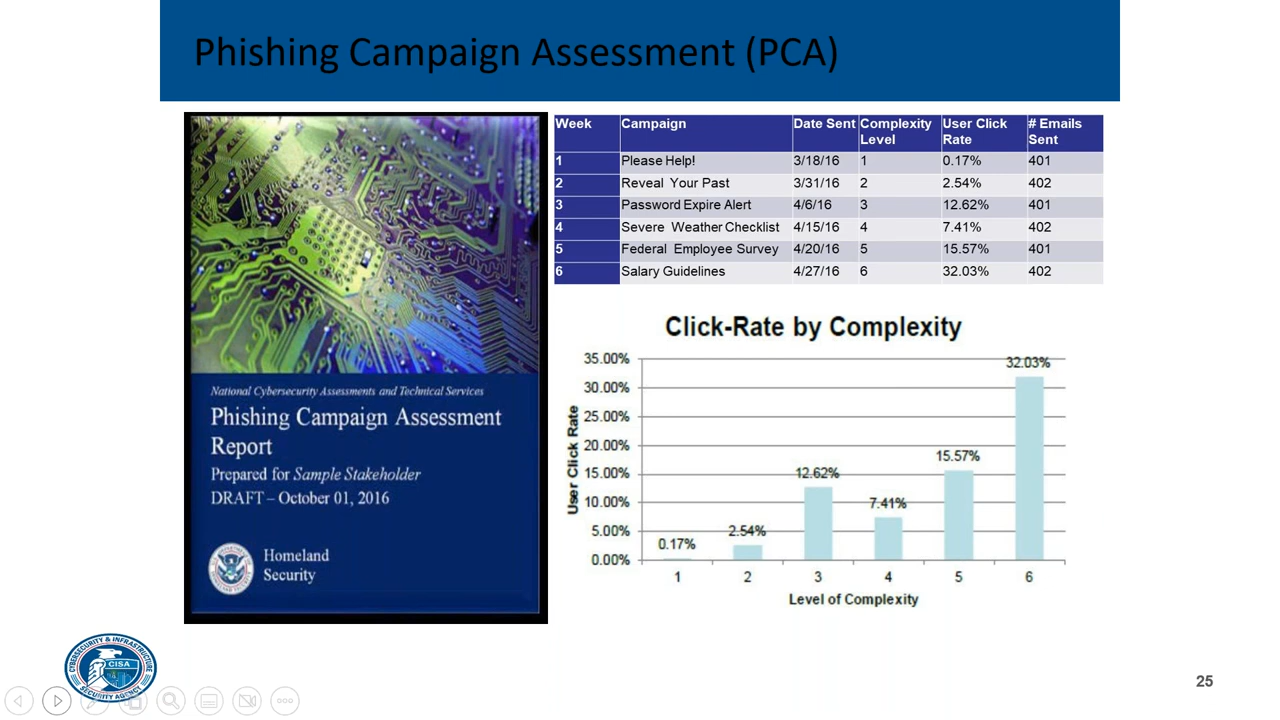 Phishing Campaign Assessment (PCA)
National Cybersecurity Assessments and Technical Services
Phishing Campaign Assessment
Report
Prepared for Sample Stakeholder
DRAFT – October 01, 2016
Homeland
Security
Week Campaign Date Sent Complexity Level User Click Rate # Emails Sent
1 Please Help! 3/18/16 1 0.17% 401
2 Reveal Your Past 3/31/16 2 2.54% 402
3 Password Expire Alert 4/6/16 3 12.62% 401
4 Severe Weather Checklist 4/15/16 4 7.41% 402
5 Federal Employee Survey 4/20/16 5 15.57% 401
6 Salary Guidelines 4/27/16 6 32.03% 402
Click-Rate by Complexity
User Click Rate
35.00%
30.00%
25.00%
20.00%
15.00%
10.00%
5.00%
0.00%
0.17%
2.54%
12.62%
7.41%
15.57%
32.03%
1 2 3 4 5 6
Level of Complexity
CYBERSECURITY & INFRASTRUCTURE
CISA
SECURITY AGENCY
25